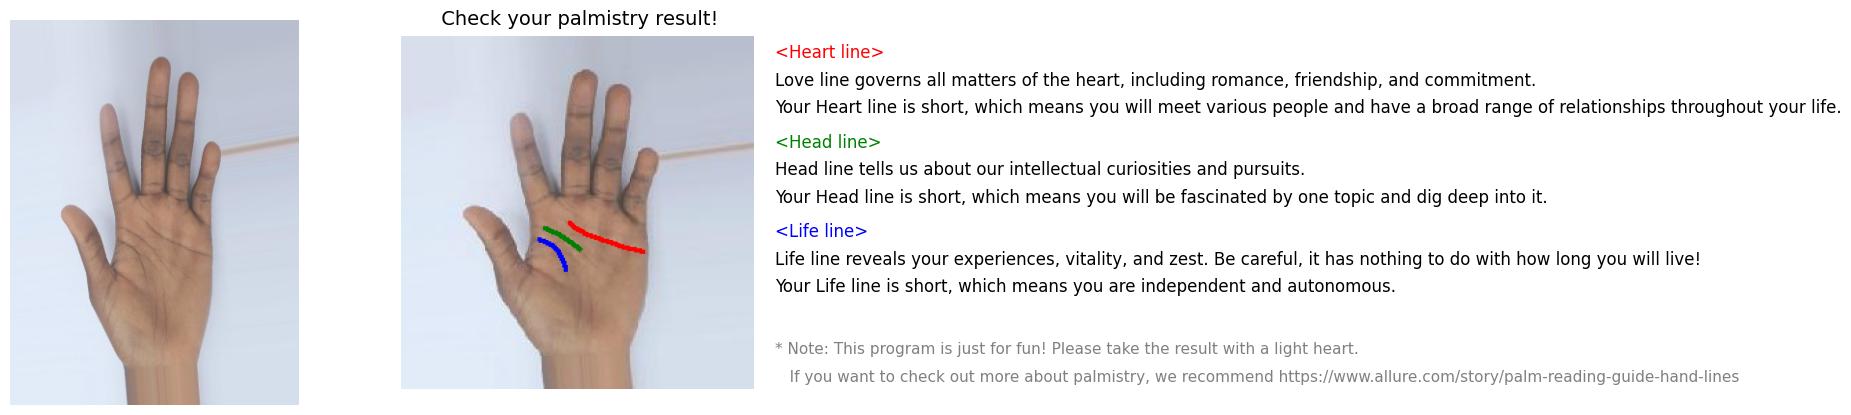 Check your palmistry result!
<Heart line>
Love line governs all matters of the heart, including romance, friendship, and commitment.
Your Heart line is short, which means you will meet various people and have a broad range of relationships throughout your life.
<Head line>
Head line tells us about our intellectual curiosities and pursuits.
Your Head line is short, which means you will be fascinated by one topic and dig deep into it.
<Life line>
Life line reveals your experiences, vitality, and zest. Be careful, it has nothing to do with how long you will live!
Your Life line is short, which means you are independent and autonomous.
* Note: This program is just for fun! Please take the result with a light heart.
If you want to check out more about palmistry, we recommend https://www.allure.com/story/palm-reading-guide-hand-lines